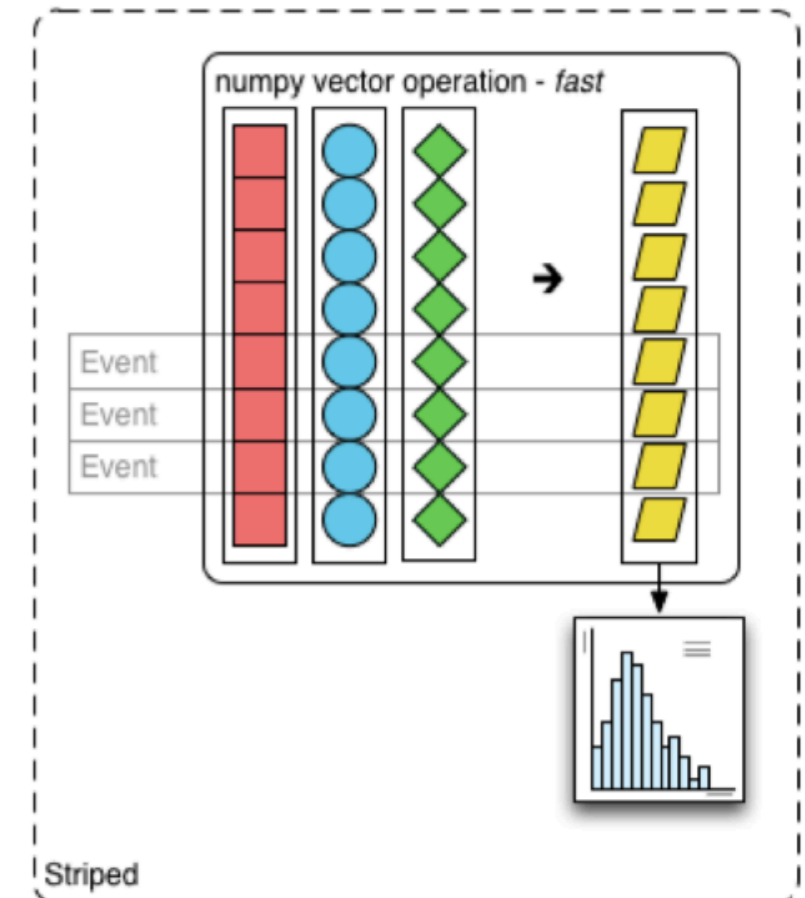 numpy vector operation - fast
Event
Event
Event
Striped